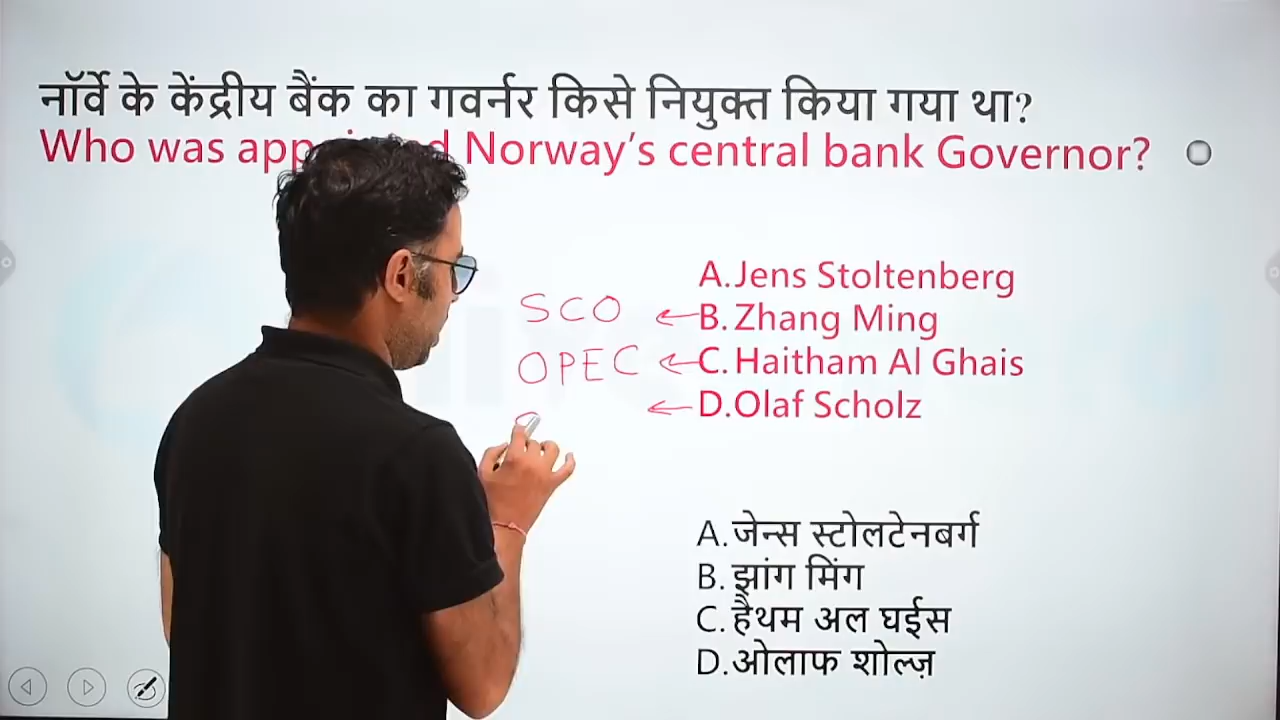 नॉर्वे के केंद्रीय बैंक का गवर्नर किसे नियुक्त किया गया था?
Who was Norway’s central bank Governor?
A.Jens Stoltenberg
SCO ←B. Zhang Ming
OPEC ←C. Haitham Al Ghais
←D.Olaf Scholz
A.जेन्स स्टोलटेनबर्ग
B. झांग मिंग
C. हैथम अल घईस
D.ओलाफ शोल्ज़